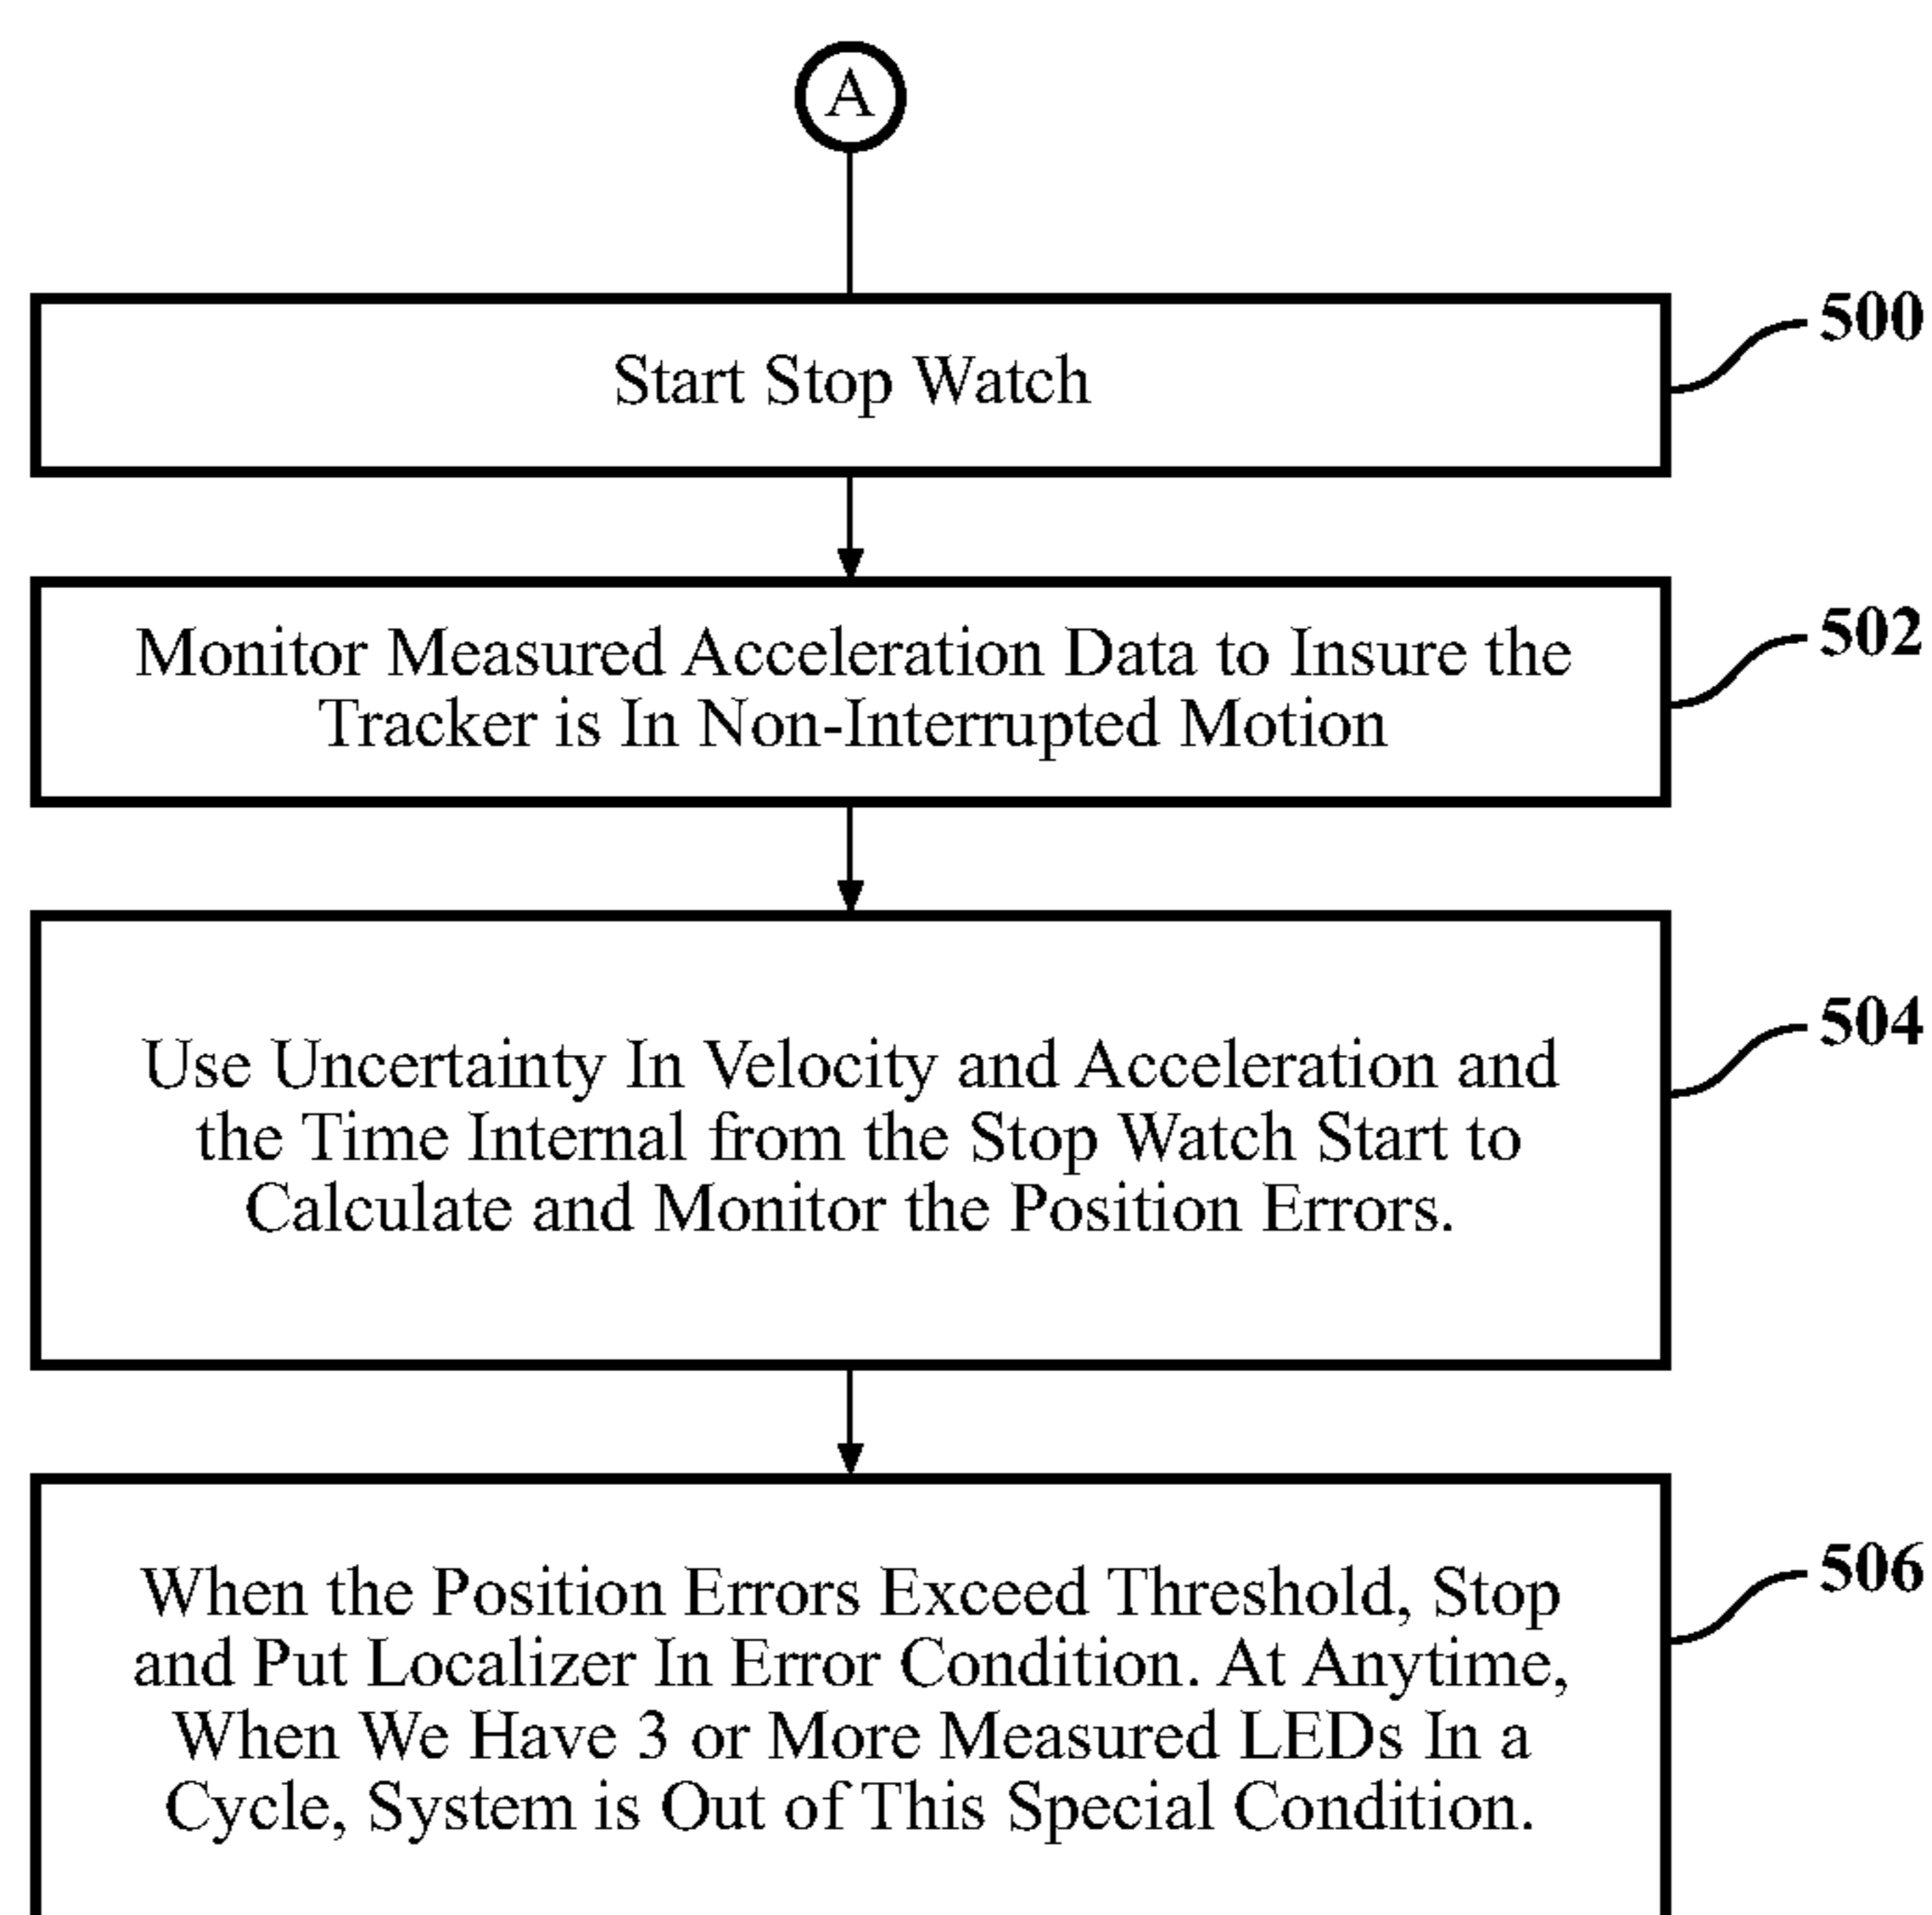 A
Start Stop Watch
500
Monitor Measured Acceleration Data to Insure the
Tracker is In Non-Interrupted Motion
502
Use Uncertainty In Velocity and Acceleration and
the Time Internal from the Stop Watch Start to
Calculate and Monitor the Position Errors.
504
When the Position Errors Exceed Threshold, Stop
and Put Localizer In Error Condition. At Anytime,
When We Have 3 or More Measured LEDs In a
Cycle, System is Out of This Special Condition.
506